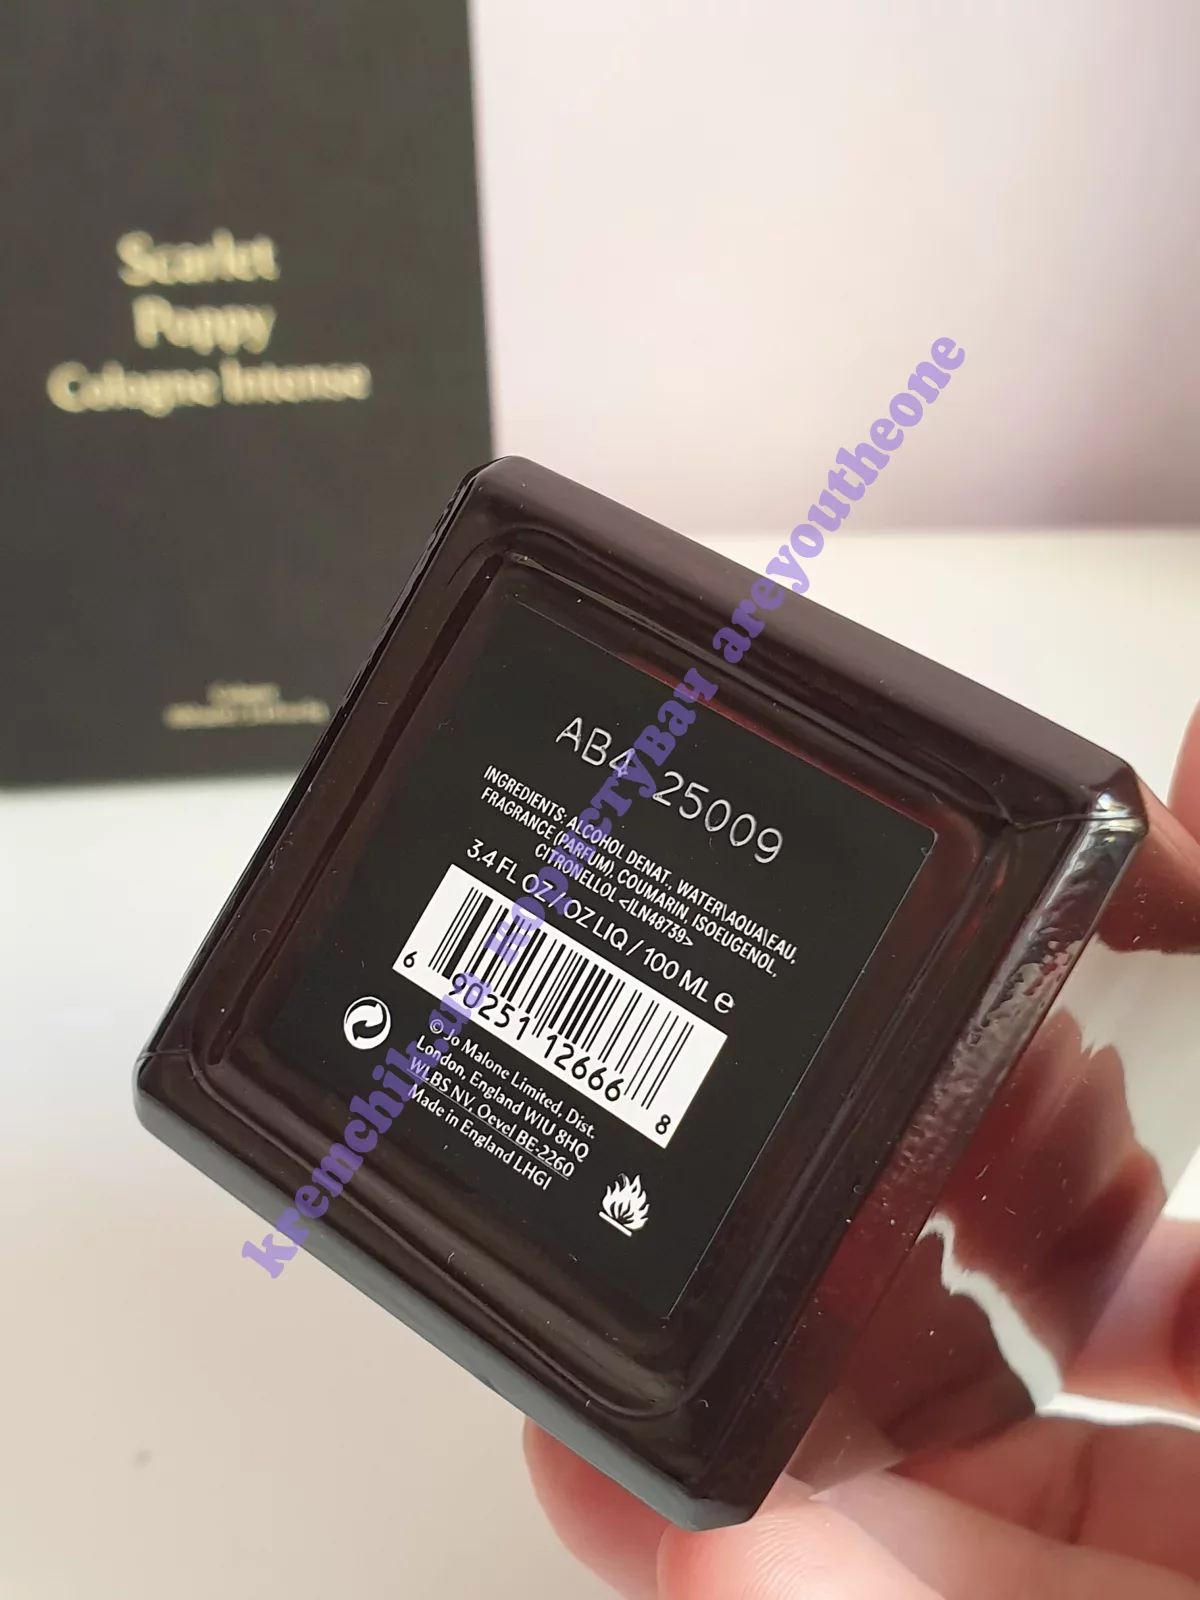 Scarlet
Poppy
Cologne Intense
AB4 25009
INGREDIENTS: ALCOHOL DENAT., WATER\AQUA\EAU,
FRAGRANCE (PARFUM), COUMARIN, ISOEUGENOL,
CITRONELLOL <ILN48739>
3.4 FL OZ / OZ LIQ / 100 ML e
6 90251 12666 8
© Jo Malone Limited, Dist.
London, England W1U 8HQ
WLBS NV, Oevel BE-2260
Made in England LHGI
areyoutheone